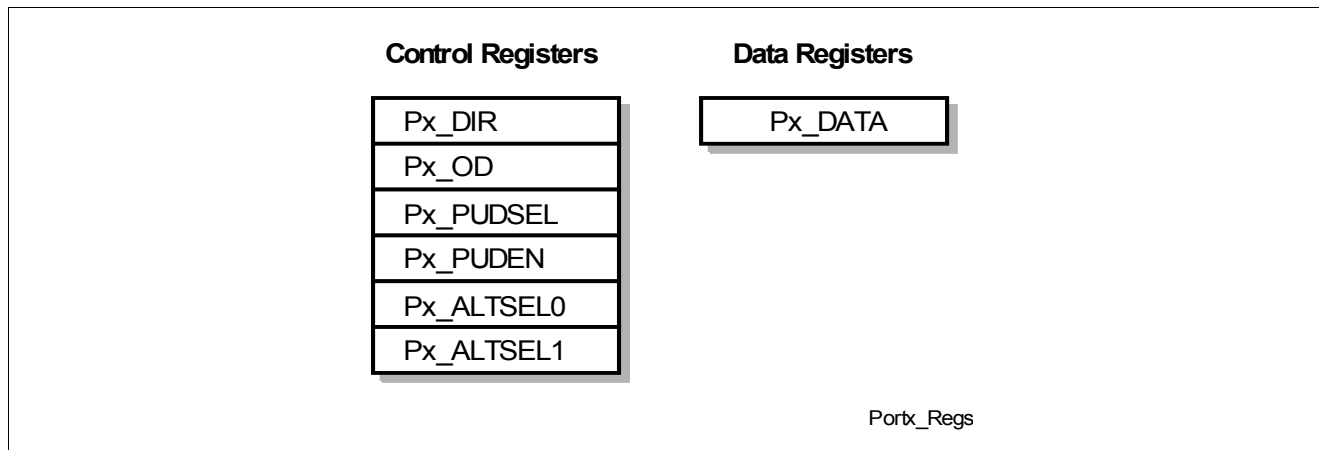 Control Registers
Data Registers
Px_DIR
Px_DATA
Px_OD
Px_PUDSEL
Px_PUDEN
Px_ALTSEL0
Px_ALTSEL1
Portx_Regs